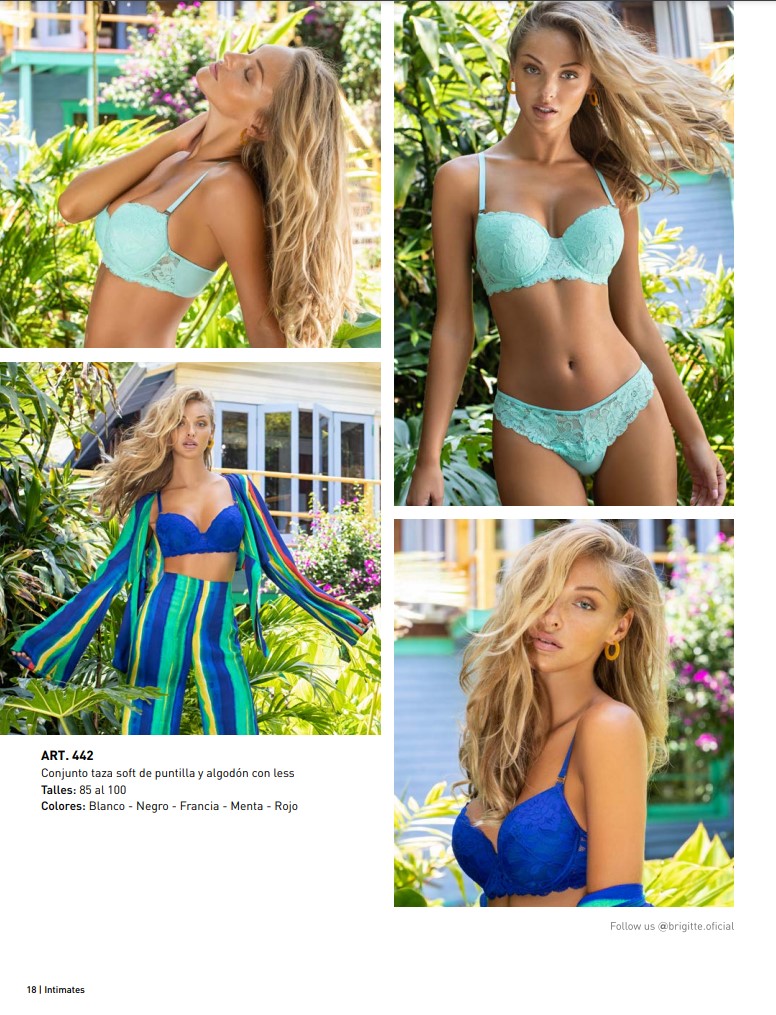 ART. 442
Conjunto taza soft de puntilla y algodón con less
Talles: 85 al 100
Colores: Blanco - Negro - Francia - Menta - Rojo
Follow us @brigitte.oficial
18 | Intimates